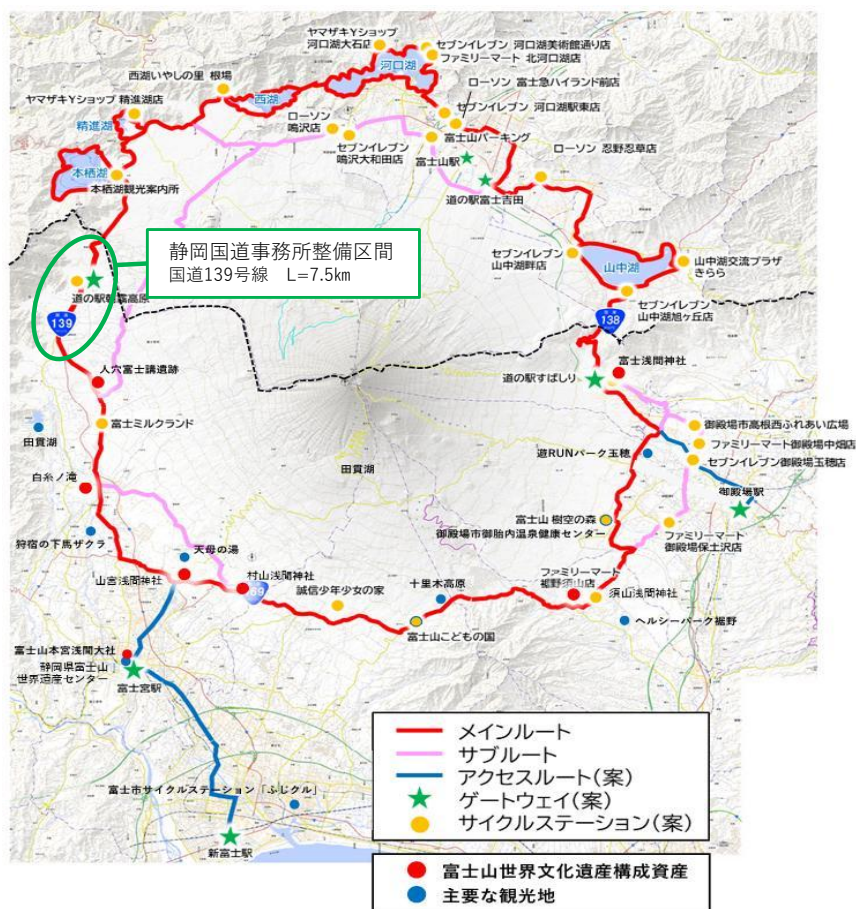 ヤマザキYショップ
河口湖大石店
セブンイレブン 河口湖美術館通り店
ファミリーマート 北河口湖店
河口湖
ローソン 富士急ハイランド前店
西湖いやしの里 根場
西湖
ヤマザキYショップ 精進湖店
精進湖
ローソン
鳴沢店
セブンイレブン 河口湖駅東店
富士山パーキング
セブンイレブン
鳴沢大和田店
富士山駅
ローソン 忍野忍草店
本栖湖
本栖湖観光案内所
道の駅富士吉田
静岡国道事務所整備区間
国道139号線 L=7.5km
セブンイレブン
山中湖畔店
山中湖
山中湖交流プラザ
きらら
道の駅朝霧高原
セブンイレブン
山中湖旭ヶ丘店
139
138
人穴富士講遺跡
富士浅間神社
道の駅すばしり
富士ミルクランド
田貫湖
御殿場市高根西ふれあい広場
ファミリーマート御殿場中畑店
遊RUNパーク玉穂
セブンイレブン御殿場玉穂店
田貫湖
白糸ノ滝
御殿場駅
富士山 樹空の森
御殿場市御胎内温泉健康センター
ファミリーマート
御殿場保土沢店
狩宿の下馬ザクラ
天母の湯
山宮浅間神社
村山浅間神社
誠信少年少女の家
十里木高原
ファミリーマート
裾野須山店
須山浅間神社
富士山こどもの国
ヘルシーパーク裾野
富士山本宮浅間大社
静岡県富士山
世界遺産センター
富士宮駅
富士市サイクルステーション「ふじクル」
新富士駅
メインルート
サブルート
アクセスルート(案)
ゲートウェイ(案)
サイクルステーション(案)
富士山世界文化遺産構成資産
主要な観光地